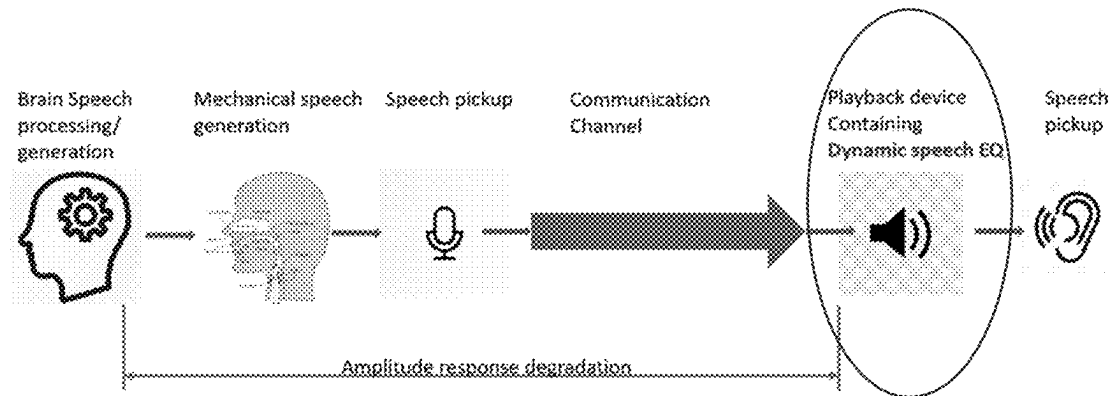 Brain Speech
processing/
generation
Mechanical speech
generation
Speech pickup
Communication
Channel
Playback device
Containing
Dynamic speech EQ
Speech
pickup
Amplitude response degradation